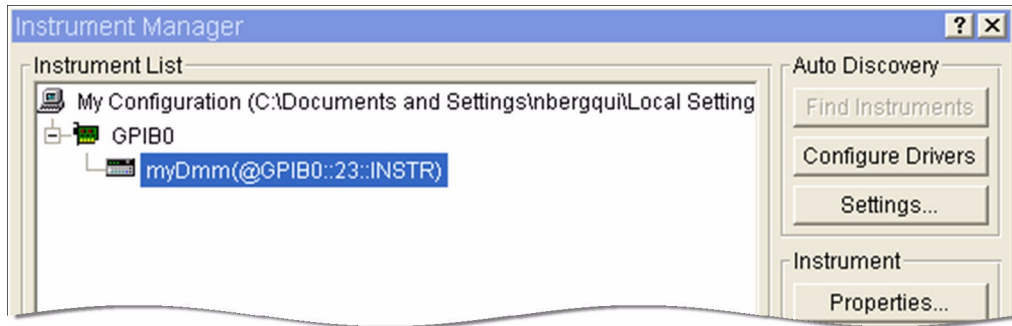 Instrument Manager
Instrument List
My Configuration (C:\Documents and Settings\nbergqui\Local Setting
GPIB0
myDmm(@GPIB0::23::INSTR)
Auto Discovery
Find Instruments
Configure Drivers
Settings...
Instrument
Properties...